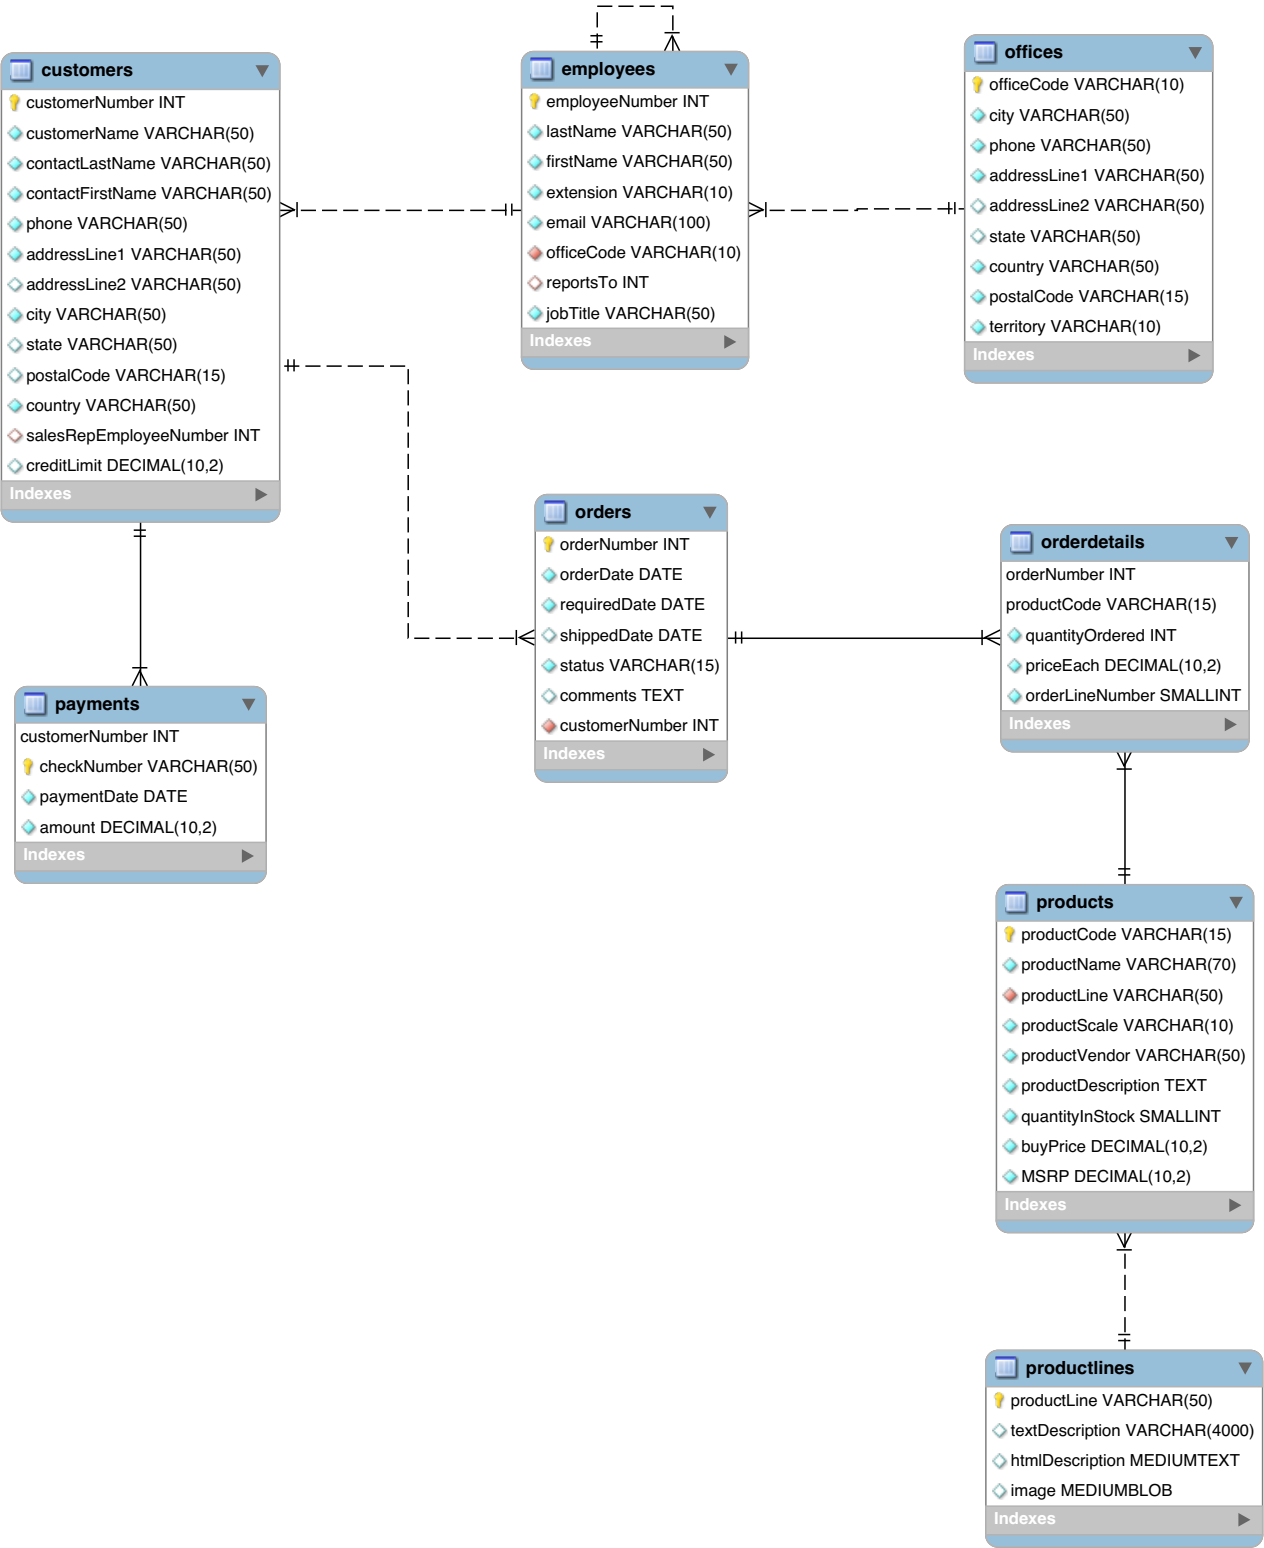 customers
customerNumber INT
customerName VARCHAR(50)
contactLastName VARCHAR(50)
contactFirstName VARCHAR(50)
phone VARCHAR(50)
addressLine1 VARCHAR(50)
addressLine2 VARCHAR(50)
city VARCHAR(50)
state VARCHAR(50)
postalCode VARCHAR(15)
country VARCHAR(50)
salesRepEmployeeNumber INT
creditLimit DECIMAL(10,2)
Indexes
employees
employeeNumber INT
lastName VARCHAR(50)
firstName VARCHAR(50)
extension VARCHAR(10)
email VARCHAR(100)
officeCode VARCHAR(10)
reportsTo INT
jobTitle VARCHAR(50)
Indexes
offices
officeCode VARCHAR(10)
city VARCHAR(50)
phone VARCHAR(50)
addressLine1 VARCHAR(50)
addressLine2 VARCHAR(50)
state VARCHAR(50)
country VARCHAR(50)
postalCode VARCHAR(15)
territory VARCHAR(10)
Indexes
orders
orderNumber INT
orderDate DATE
requiredDate DATE
shippedDate DATE
status VARCHAR(15)
comments TEXT
customerNumber INT
Indexes
orderdetails
orderNumber INT
productCode VARCHAR(15)
quantityOrdered INT
priceEach DECIMAL(10,2)
orderLineNumber SMALLINT
Indexes
payments
customerNumber INT
checkNumber VARCHAR(50)
paymentDate DATE
amount DECIMAL(10,2)
Indexes
products
productCode VARCHAR(15)
productName VARCHAR(70)
productLine VARCHAR(50)
productScale VARCHAR(10)
productVendor VARCHAR(50)
productDescription TEXT
quantityInStock SMALLINT
buyPrice DECIMAL(10,2)
MSRP DECIMAL(10,2)
Indexes
productlines
productLine VARCHAR(50)
textDescription VARCHAR(4000)
htmlDescription MEDIUMTEXT
image MEDIUMBLOB
Indexes